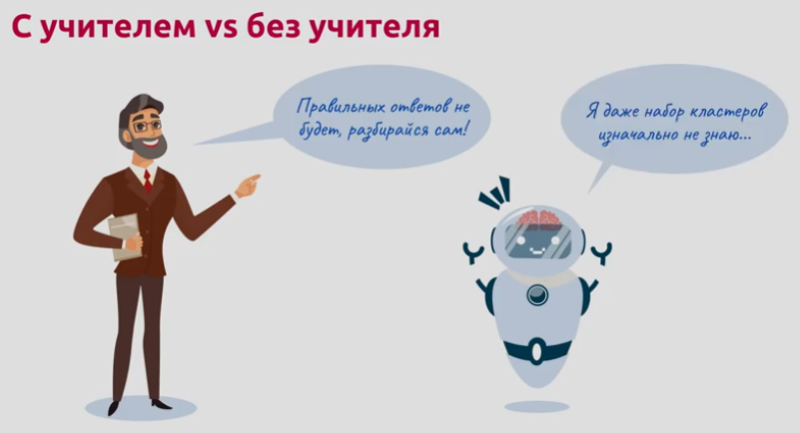 С учителем vs без учителя
Правильных ответов не
будет, разбирайся сам!
Я даже набор кластеров
изначально не знаю...